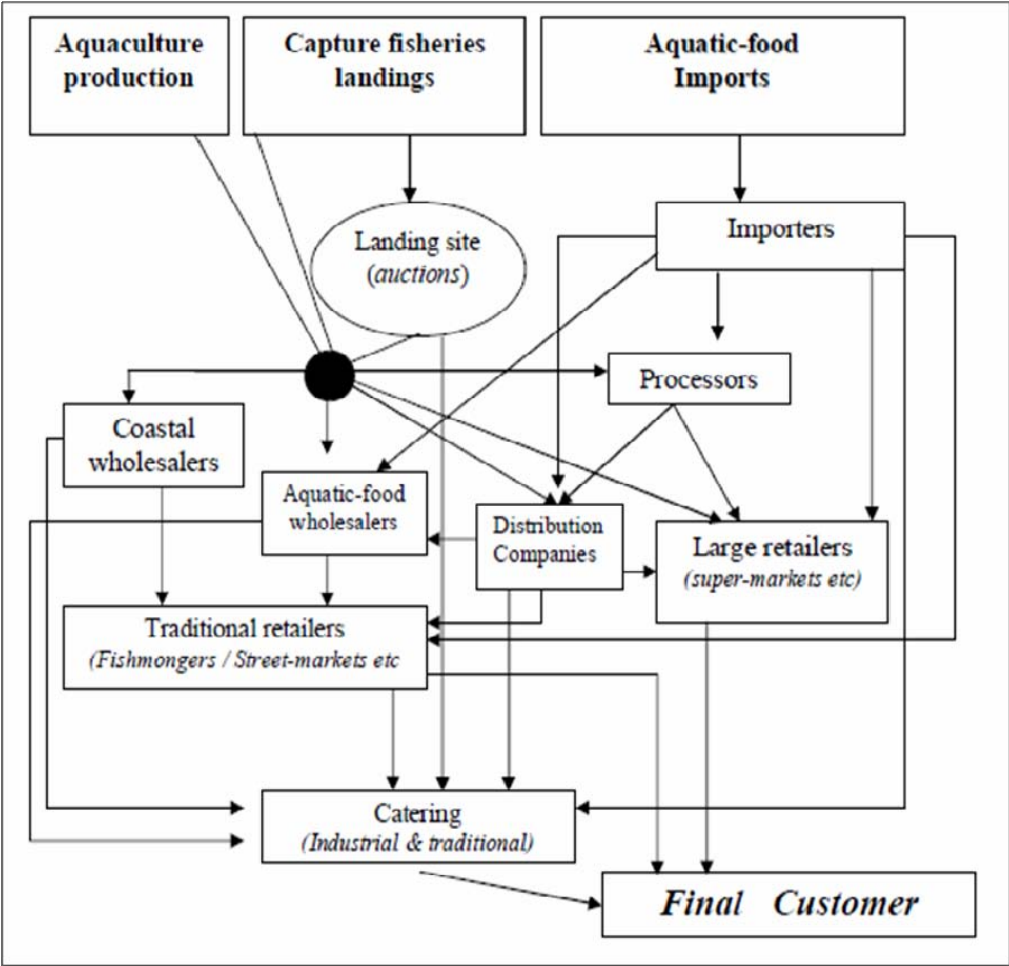 Aquaculture
production
Capture fisheries
landings
Aquatic-food
Imports
Landing site
(auctions)
Importers
Processors
Coastal
wholesalers
Aquatic-food
wholesalers
Distribution
Companies
Large retailers
(super-markets etc)
Traditional retailers
(Fishmongers / Street-markets etc
Catering
(Industrial & traditional)
Final Customer